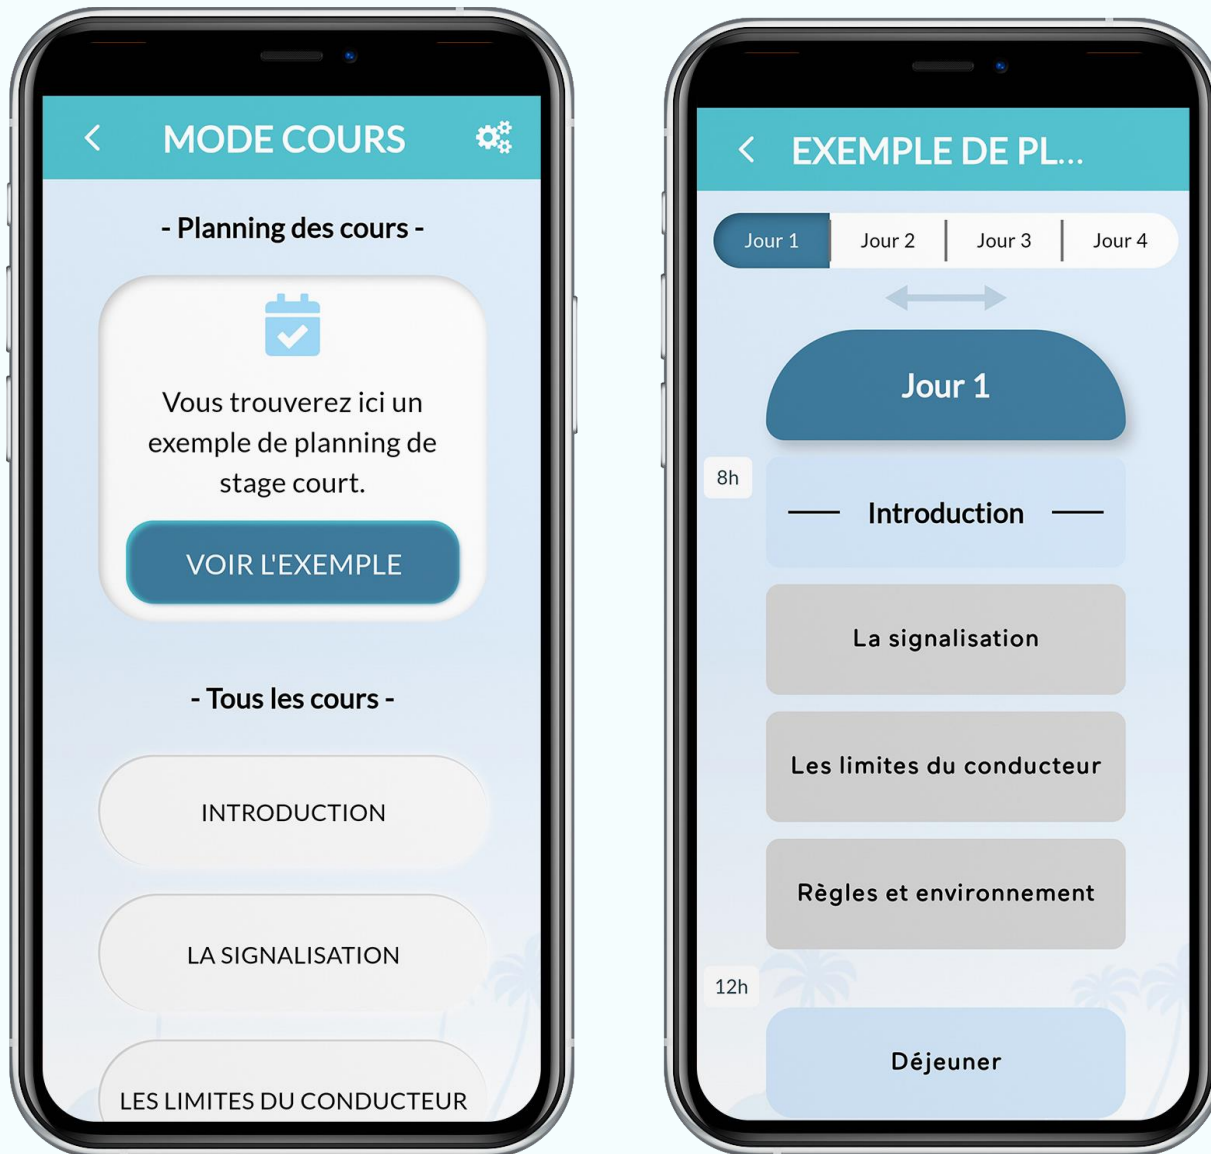 MODE COURS
- Planning des cours -
Vous trouverez ici un
exemple de planning de
stage court.
VOIR L'EXEMPLE
- Tous les cours -
INTRODUCTION
LA SIGNALISATION
LES LIMITES DU CONDUCTEUR
EXEMPLE DE PL...
Jour 1 Jour 2 Jour 3 Jour 4
Jour 1
8h
Introduction
La signalisation
Les limites du conducteur
Règles et environnement
12h
Déjeuner